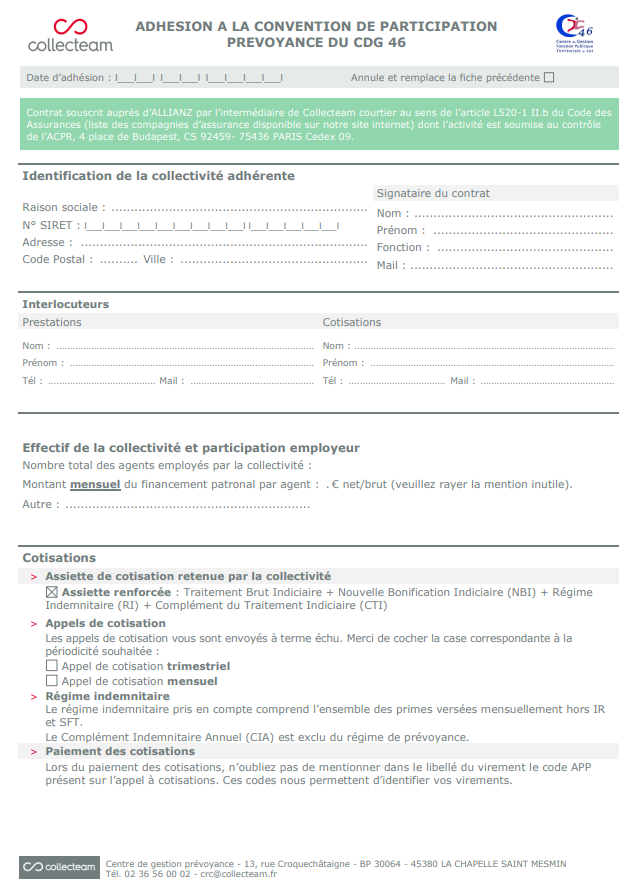 collecteam
ADHESION A LA CONVENTION DE PARTICIPATION
PREVOYANCE DU CDG 46
46
Centre de Gestion
Fonction Publique
Territoriale du Lot
Date d'adhésion : I___I___I I___I___I I___I___I___I___I
Annule et remplace la fiche précédente ☐
Contrat souscrit auprès d'ALLIANZ par l'intermédiaire de Collecteam courtier au sens de l'article L520-1 II.b du Code des
Assurances (liste des compagnies d'assurance disponible sur notre site internet) dont l'activité est soumise au contrôle
de l'ACPR, 4 place de Budapest, CS 92459- 75436 PARIS Cedex 09.
Identification de la collectivité adhérente
Raison sociale : ........................................................
N° SIRET : I___I___I___I___I___I___I___I___I___I I___I___I___I___I___I
Adresse : ..............................................................
Code Postal : .......... Ville : ........................................
Signataire du contrat
Nom : ...........................................
Prénom : ........................................
Fonction : .......................................
Mail : ............................................
Interlocuteurs
Prestations
Nom : ....................................................................
Prénom : ................................................................
Tél : .............................. Mail : ..................................
Cotisations
Nom : ....................................................................
Prénom : ................................................................
Tél : .............................. Mail : ..................................
Effectif de la collectivité et participation employeur
Nombre total des agents employés par la collectivité :
Montant mensuel du financement patronal par agent : . € net/brut (veuillez rayer la mention inutile).
Autre : .....................................................
Cotisations
> Assiette de cotisation retenue par la collectivité
☒ Assiette renforcée : Traitement Brut Indiciaire + Nouvelle Bonification Indiciaire (NBI) + Régime
Indemnitaire (RI) + Complément du Traitement Indiciaire (CTI)
> Appels de cotisation
Les appels de cotisation vous sont envoyés à terme échu. Merci de cocher la case correspondante à la
périodicité souhaitée :
☐ Appel de cotisation trimestriel
☐ Appel de cotisation mensuel
> Régime indemnitaire
Le régime indemnitaire pris en compte comprend l'ensemble des primes versées mensuellement hors IR
et SFT.
Le Complément Indemnitaire Annuel (CIA) est exclu du régime de prévoyance.
> Paiement des cotisations
Lors du paiement des cotisations, n'oubliez pas de mentionner dans le libellé du virement le code APP
présent sur l'appel à cotisations. Ces codes nous permettent d'identifier vos virements.
collecteam
Centre de gestion prévoyance - 13, rue Croquechâtaigne - BP 30064 - 45380 LA CHAPELLE SAINT MESMIN
Tél. 02 36 56 00 02 - crc@collecteam.fr